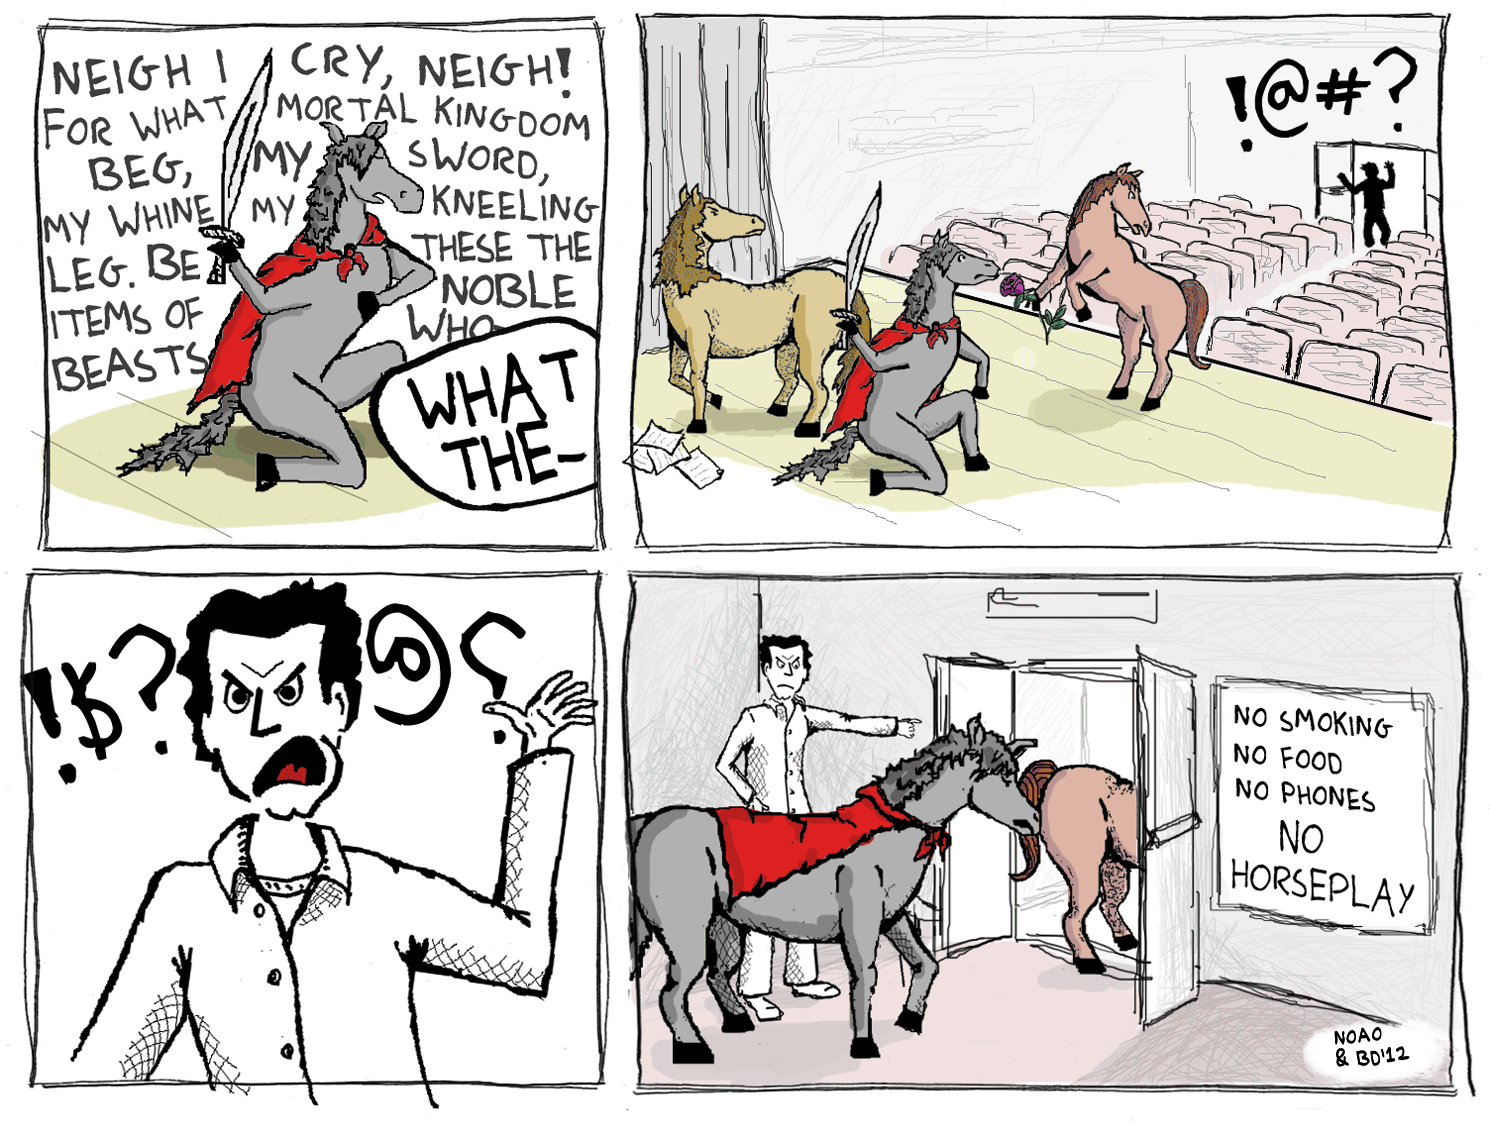 NEIGH I CRY, NEIGH!
FOR WHAT MORTAL KINGDOM
BEG, MY SWORD,
MY WHINE MY KNEELING
LEG. BE THESE THE
ITEMS OF NOBLE
BEASTS WHO-
WHAT
THE-
!@#?
!$?@?
NO SMOKING
NO FOOD
NO PHONES
NO
HORSEPLAY
NOAO
& BD'12